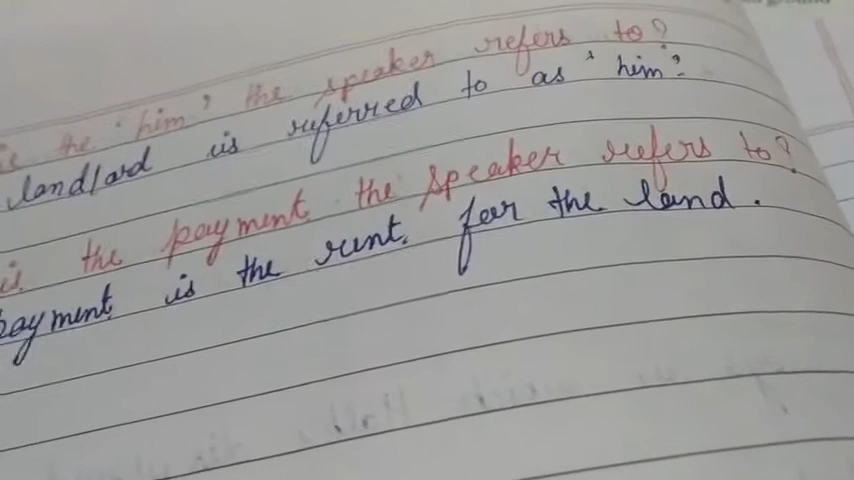 the 'him' the speaker refers to?
landlord is referred to as 'him'.
is the payment the speaker refers to?
payment is the rent for the land.